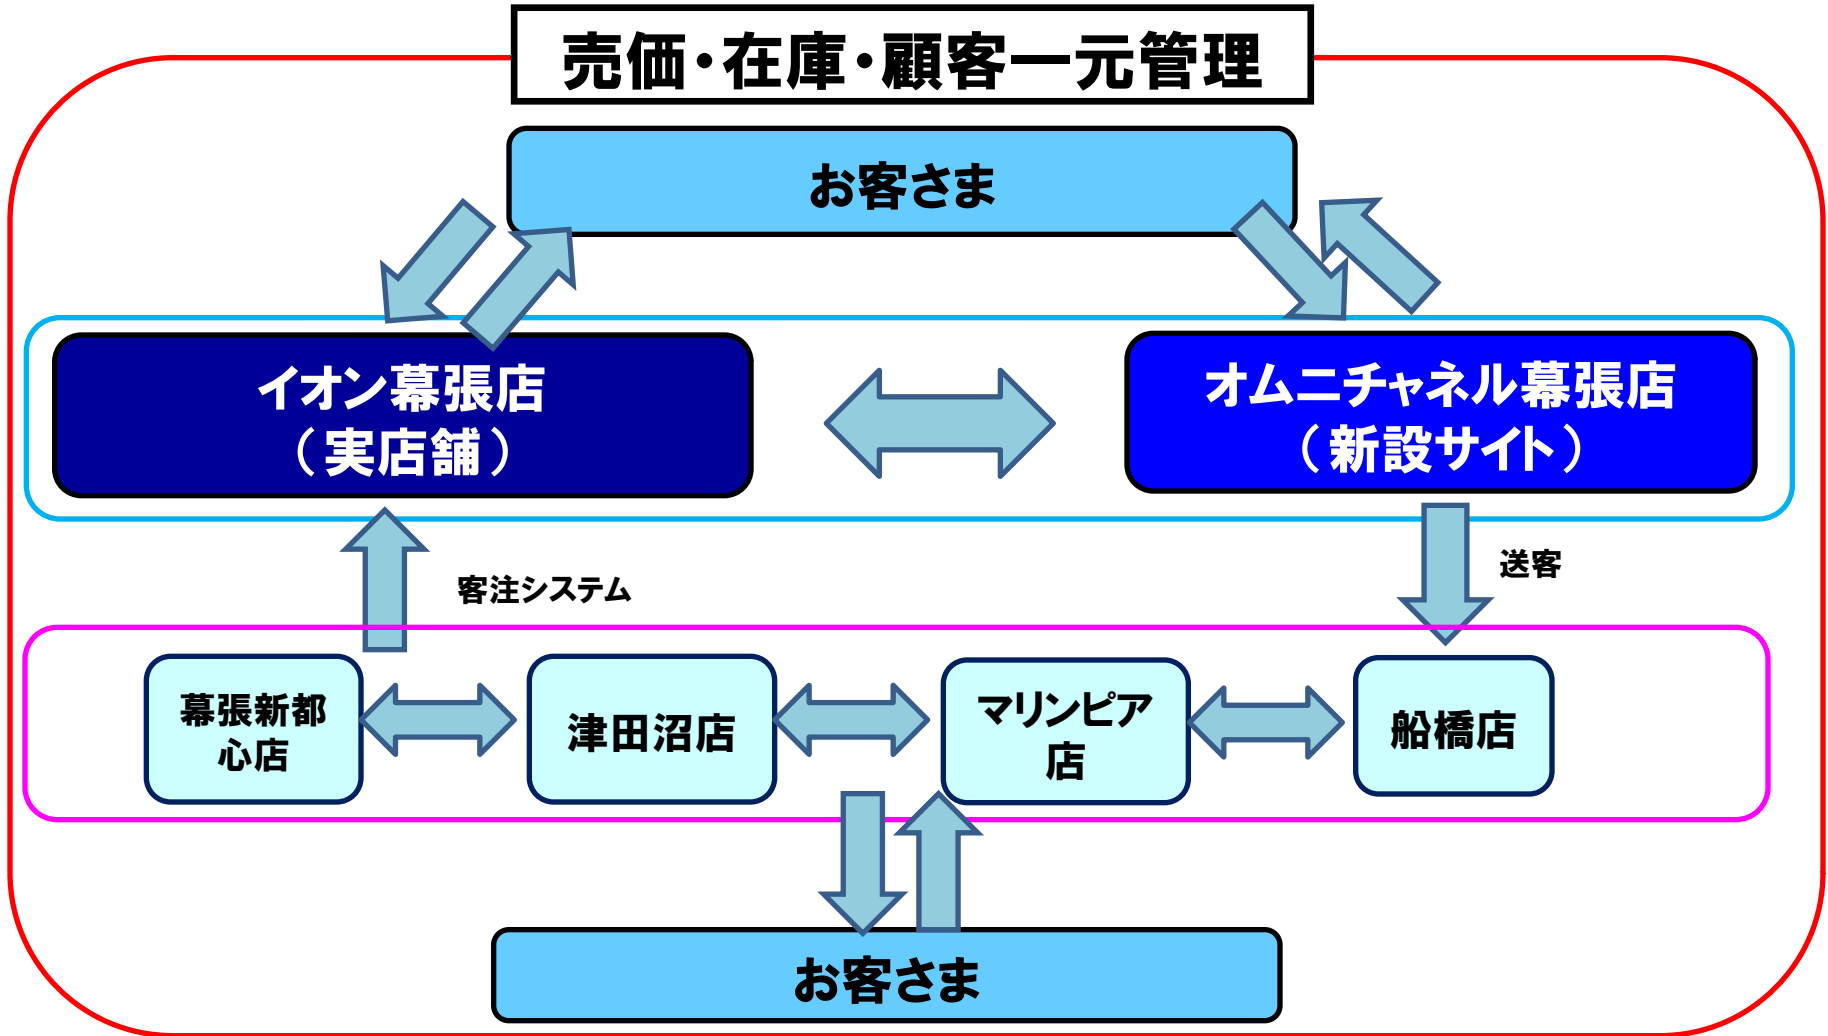 売価・在庫・顧客一元管理
お客さま
イオン幕張店
（実店舗）
オムニチャネル幕張店
（新設サイト）
客注システム
送客
幕張新都
心店
津田沼店
マリンピア
店
船橋店
お客さま